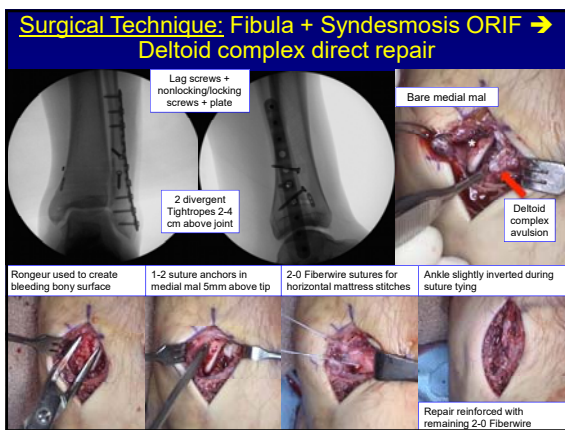 Surgical Technique: Fibula + Syndesmosis ORIF ➔
Deltoid complex direct repair
Lag screws +
nonlocking/locking
screws + plate
2 divergent
Tightropes 2-4
cm above joint
Bare medial mal
*
Deltoid
complex
avulsion
Rongeur used to create
bleeding bony surface
1-2 suture anchors in
medial mal 5mm above tip
2-0 Fiberwire sutures for
horizontal mattress stitches
Ankle slightly inverted during
suture tying
Repair reinforced with
remaining 2-0 Fiberwire